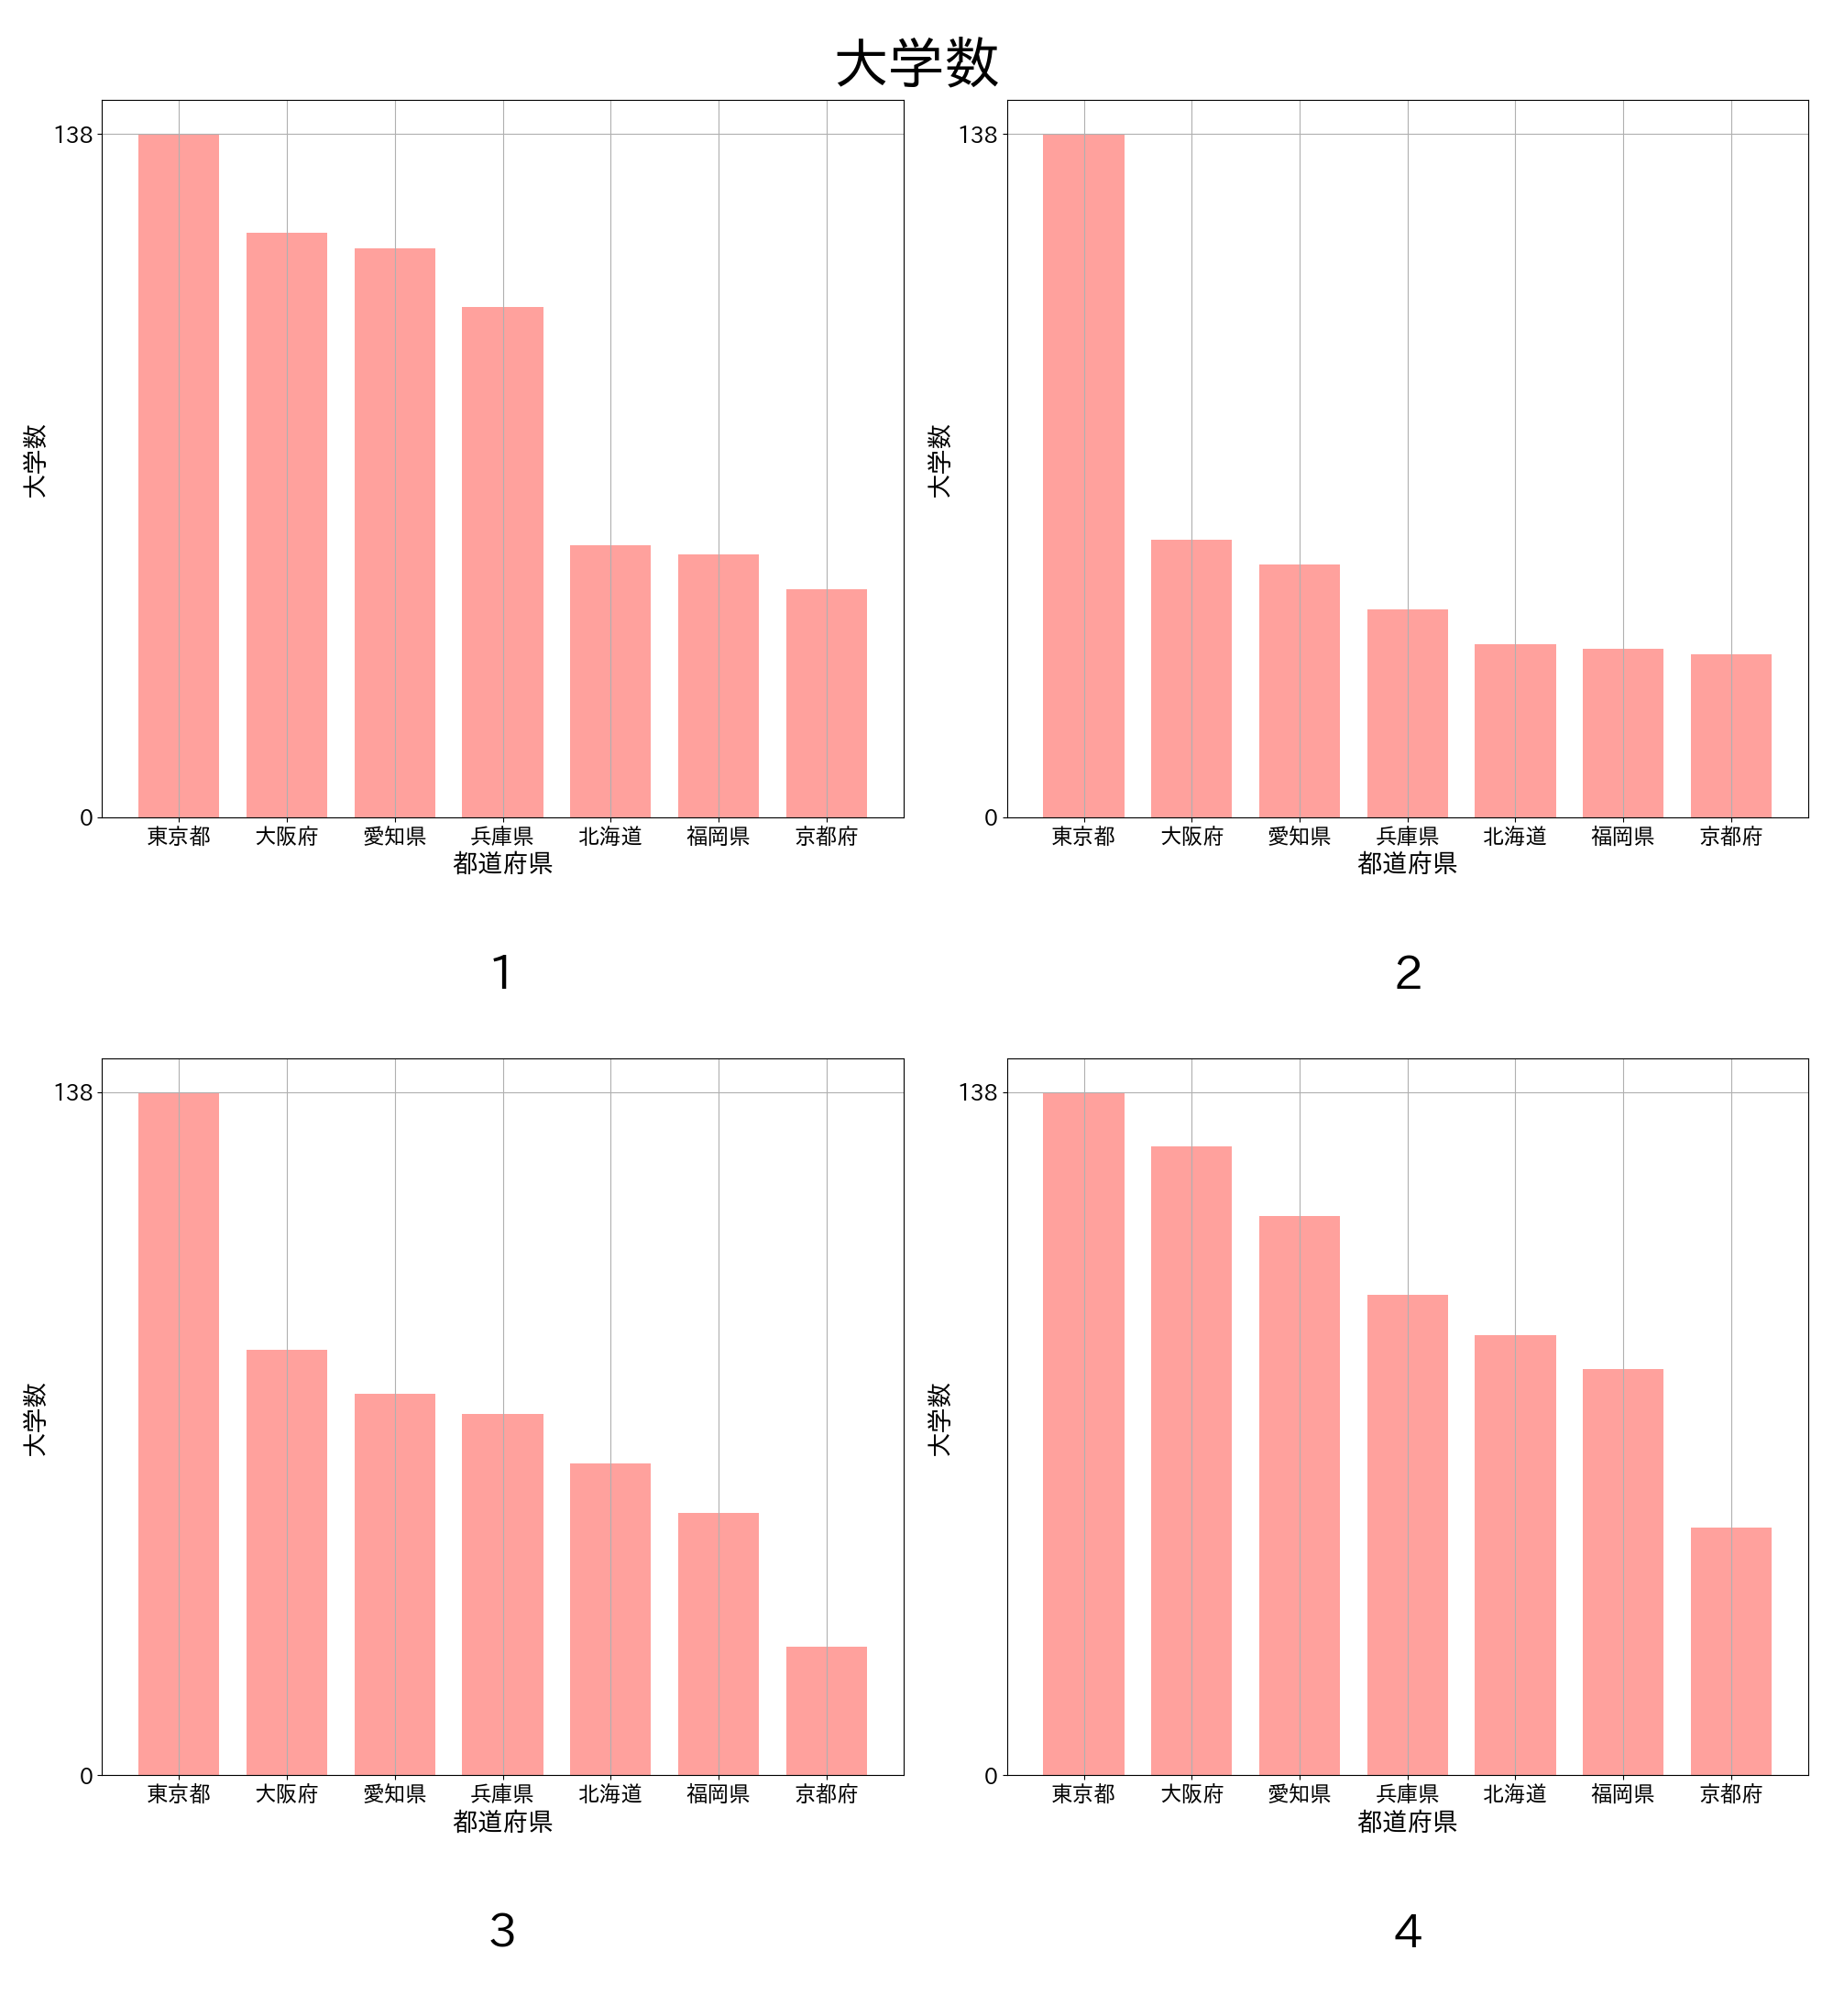 大学数
138
0
大学数
東京都 大阪府 愛知県 兵庫県 北海道 福岡県 京都府
都道府県
1
138
0
大学数
東京都 大阪府 愛知県 兵庫県 北海道 福岡県 京都府
都道府県
2
138
0
大学数
東京都 大阪府 愛知県 兵庫県 北海道 福岡県 京都府
都道府県
3
138
0
大学数
東京都 大阪府 愛知県 兵庫県 北海道 福岡県 京都府
都道府県
4